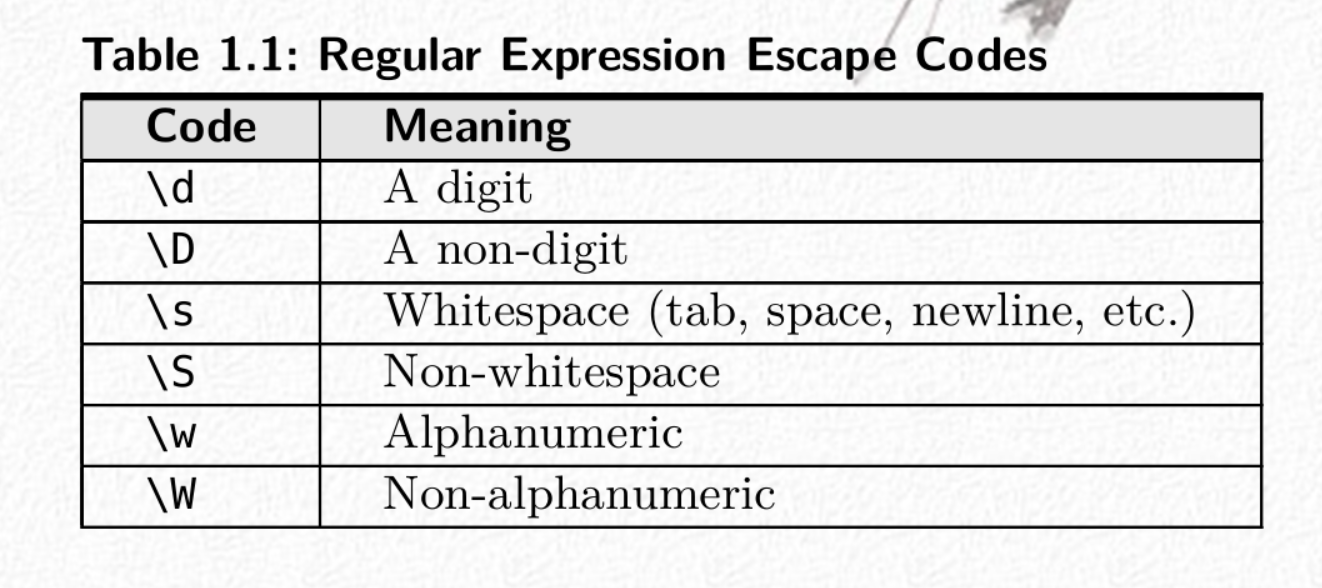 Table 1.1: Regular Expression Escape Codes
Code Meaning
\d A digit
\D A non-digit
\s Whitespace (tab, space, newline, etc.)
\S Non-whitespace
\w Alphanumeric
\W Non-alphanumeric